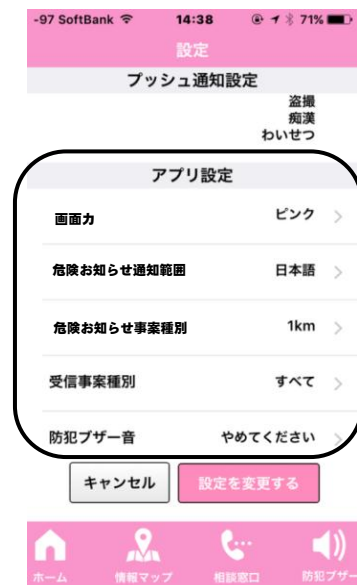 -97 SoftBank 14:38 71%
設定
プッシュ通知設定
盗撮
痴漢
わいせつ
アプリ設定
画面カ ピンク
危険お知らせ通知範囲 日本語
危険お知らせ事案種別 1km
受信事案種別 すべて
防犯ブザー音 やめてください
キャンセル 設定を変更する
ホーム 情報マップ 相談窓口 防犯ブザー